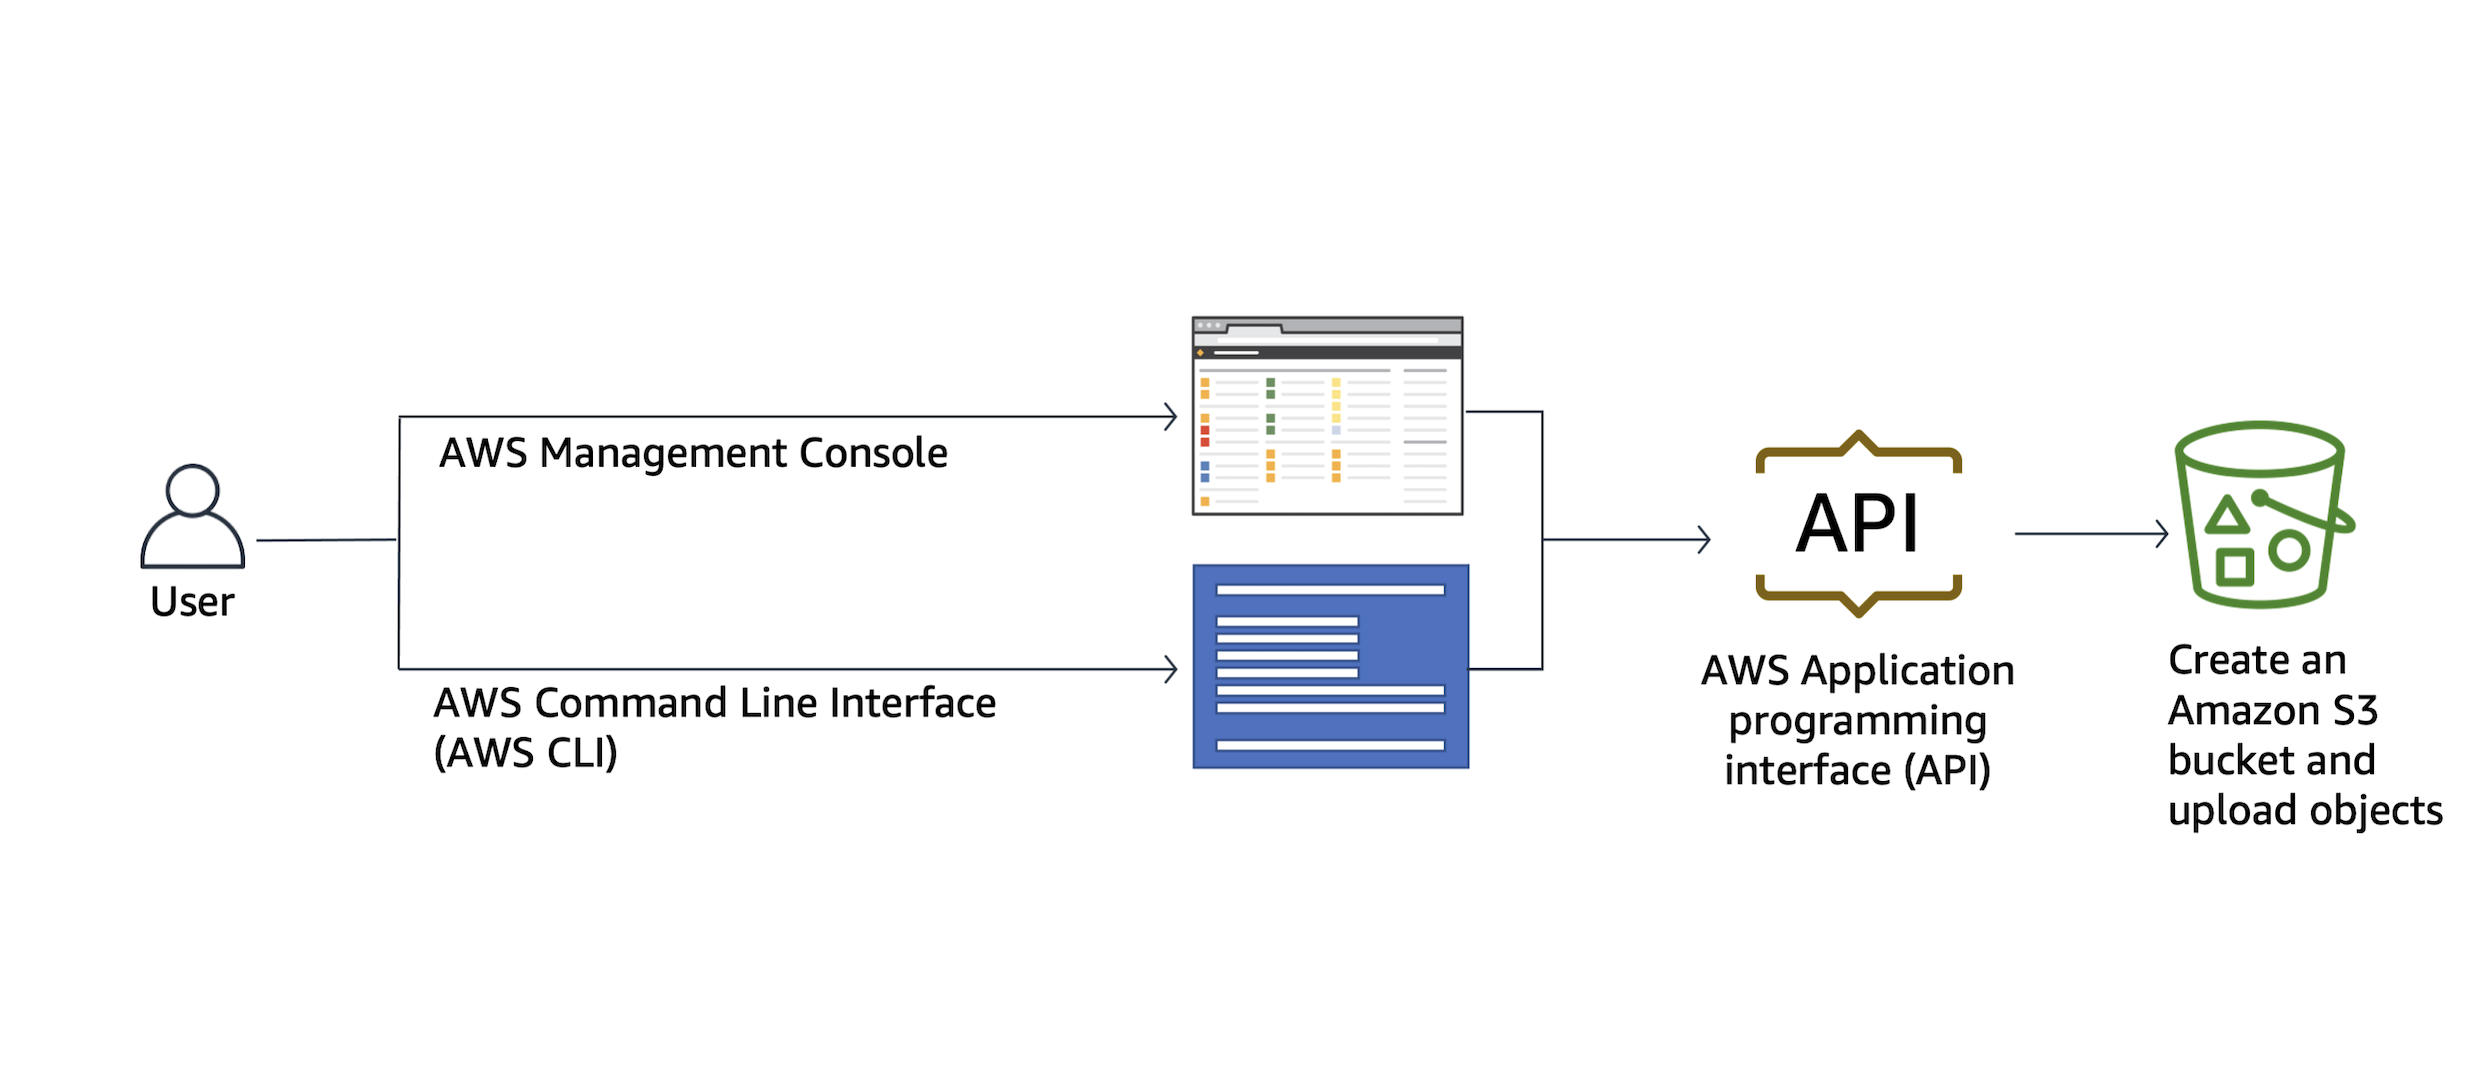 User
AWS Management Console
AWS Command Line Interface
(AWS CLI)
API
AWS Application
programming
interface (API)
Create an
Amazon S3
bucket and
upload objects